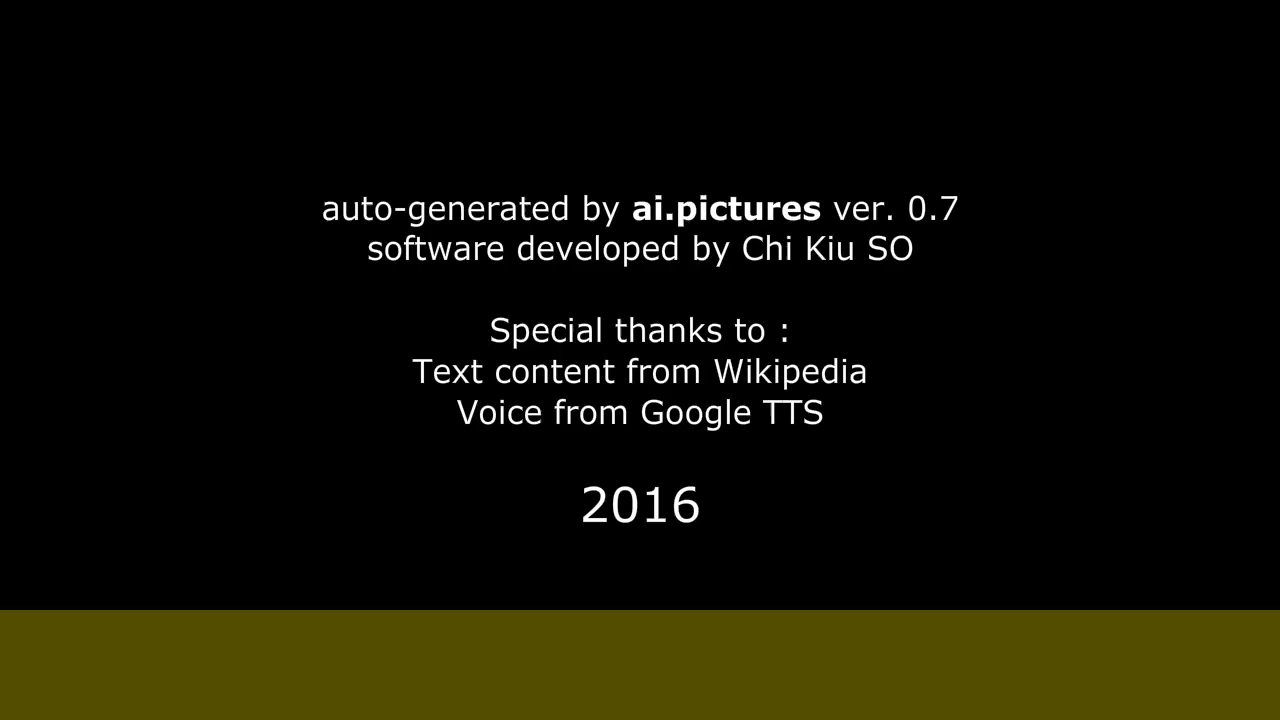 auto-generated by ai.pictures ver. 0.7
software developed by Chi Kiu SO
Special thanks to :
Text content from Wikipedia
Voice from Google TTS
2016